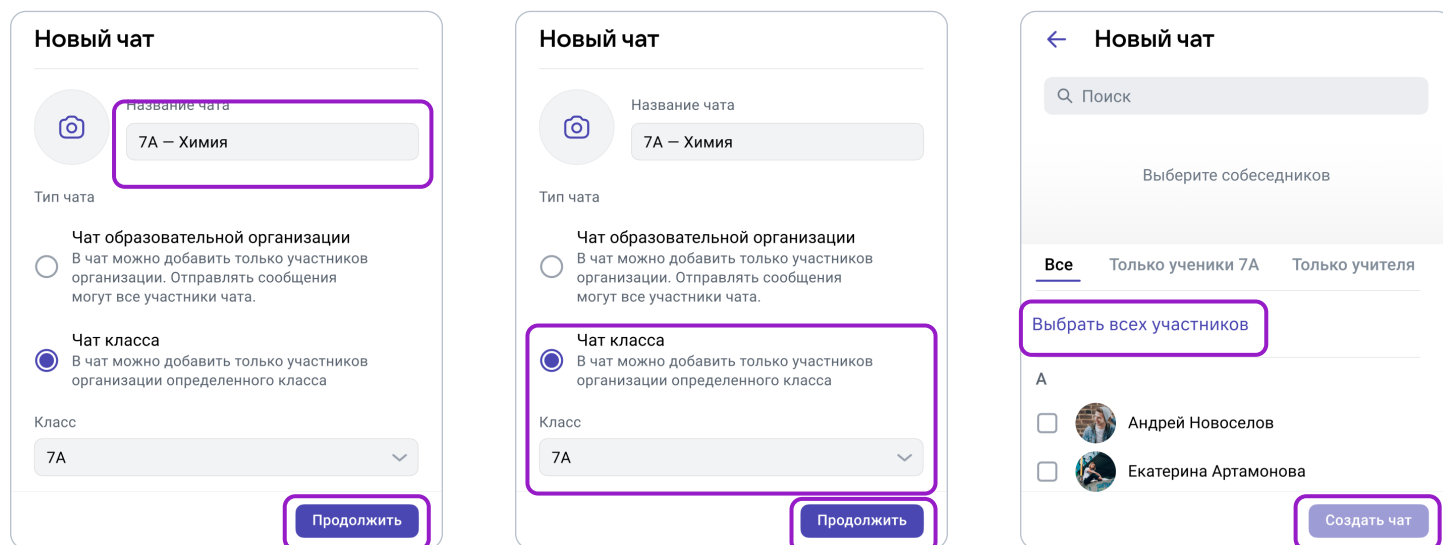 Новый чат
Название чата
7А — Химия
Тип чата
Чат образовательной организации
В чат можно добавить только участников
организации. Отправлять сообщения
могут все участники чата.
Чат класса
В чат можно добавить только участников
организации определенного класса
Класс
7А
Продолжить
Новый чат
Название чата
7А — Химия
Тип чата
Чат образовательной организации
В чат можно добавить только участников
организации. Отправлять сообщения
могут все участники чата.
Чат класса
В чат можно добавить только участников
организации определенного класса
Класс
7А
Продолжить
Новый чат
Поиск
Выберите собеседников
Все Только ученики 7А Только учителя
Выбрать всех участников
А
Андрей Новоселов
Екатерина Артамонова
Создать чат